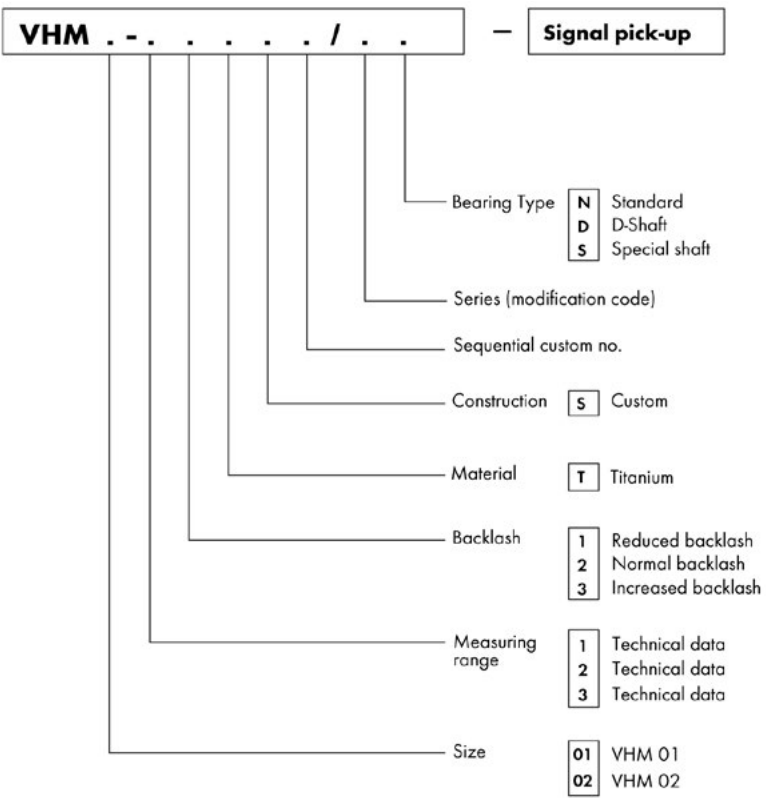 VHM . - . . . . . / . . – Signal pick-up
Bearing Type N Standard
D D-Shaft
S Special shaft
Series (modification code)
Sequential custom no.
Construction S Custom
Material T Titanium
Backlash 1 Reduced backlash
2 Normal backlash
3 Increased backlash
Measuring 1 Technical data
range 2 Technical data
3 Technical data
Size 01 VHM 01
02 VHM 02